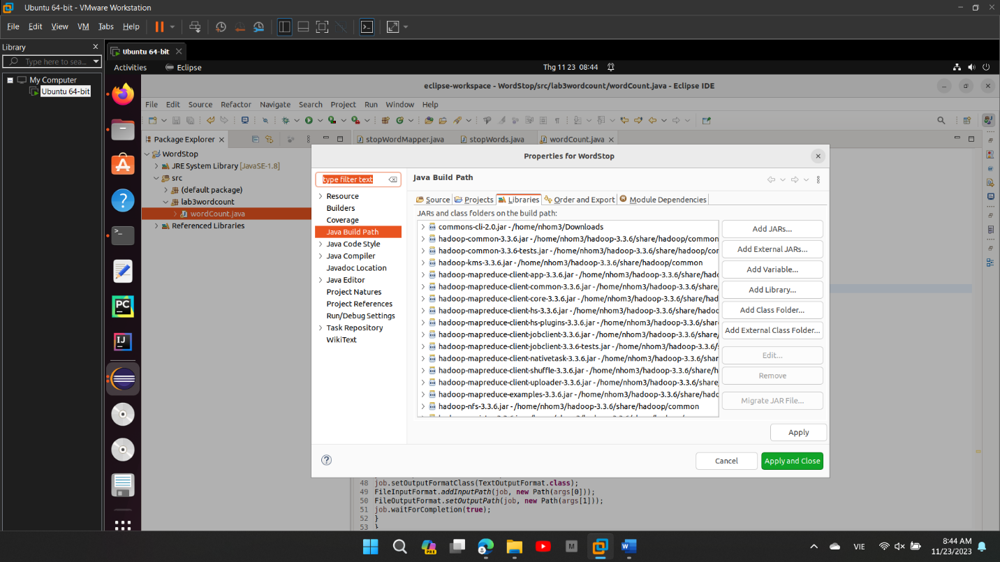 Ubuntu 64-bit - VMware Workstation
File Edit View VM Tabs Help
Library
Type here to sea...
My Computer
Ubuntu 64-bit
Ubuntu 64-bit
Activities Eclipse Thg 11 23 08:44
eclipse-workspace - WordStop/src/lab3wordcount/wordCount.java - Eclipse IDE
File Edit Source Refactor Navigate Search Project Run Window Help
Package Explorer
stopWordMapper.java stopWords.java wordCount.java
WordStop
JRE System Library [JavaSE-1.8]
src
(default package)
lab3wordcount
wordCount.java
Referenced Libraries
Properties for WordStop
type filter text
Resource
Builders
Coverage
Java Build Path
Java Code Style
Java Compiler
Javadoc Location
Java Editor
Project Natures
Project References
Run/Debug Settings
Task Repository
WikiText
Java Build Path
Source Projects Libraries Order and Export Module Dependencies
JARs and class folders on the build path:
commons-cli-2.0.jar - /home/nhom3/Downloads
hadoop-common-3.3.6.jar - /home/nhom3/hadoop-3.3.6/share/hadoop/common
hadoop-common-3.3.6-tests.jar - /home/nhom3/hadoop-3.3.6/share/hadoop/cor
hadoop-kms-3.3.6.jar - /home/nhom3/hadoop-3.3.6/share/hadoop/common
hadoop-mapreduce-client-app-3.3.6.jar - /home/nhom3/hadoop-3.3.6/share/hadc
hadoop-mapreduce-client-common-3.3.6.jar - /home/nhom3/hadoop-3.3.6/share,
hadoop-mapreduce-client-core-3.3.6.jar - /home/nhom3/hadoop-3.3.6/share/had
hadoop-mapreduce-client-hs-3.3.6.jar - /home/nhom3/hadoop-3.3.6/share/hadoo
hadoop-mapreduce-client-hs-plugins-3.3.6.jar - /home/nhom3/hadoop-3.3.6/shar
hadoop-mapreduce-client-jobclient-3.3.6.jar - /home/nhom3/hadoop-3.3.6/share
hadoop-mapreduce-client-jobclient-3.3.6-tests.jar - /home/nhom3/hadoop-3.3.6/s
hadoop-mapreduce-client-nativetask-3.3.6.jar - /home/nhom3/hadoop-3.3.6/shar
hadoop-mapreduce-client-shuffle-3.3.6.jar - /home/nhom3/hadoop-3.3.6/share/h
hadoop-mapreduce-client-uploader-3.3.6.jar - /home/nhom3/hadoop-3.3.6/share,
hadoop-mapreduce-examples-3.3.6.jar - /home/nhom3/hadoop-3.3.6/share/hadc
hadoop-nfs-3.3.6.jar - /home/nhom3/hadoop-3.3.6/share/hadoop/common
Add JARs...
Add External JARs...
Add Variable...
Add Library...
Add Class Folder...
Add External Class Folder...
Edit...
Remove
Migrate JAR File...
Apply
Cancel Apply and Close
48 job.setOutputFormatClass(TextOutputFormat.class);
49 FileInputFormat.addInputPath(job, new Path(args[0]));
50 FileOutputFormat.setOutputPath(job, new Path(args[1]));
51 job.waitForCompletion(true);
52 }
53 }
PC
IJ
PRE
M
W
VIE
8:44 AM
11/23/2023